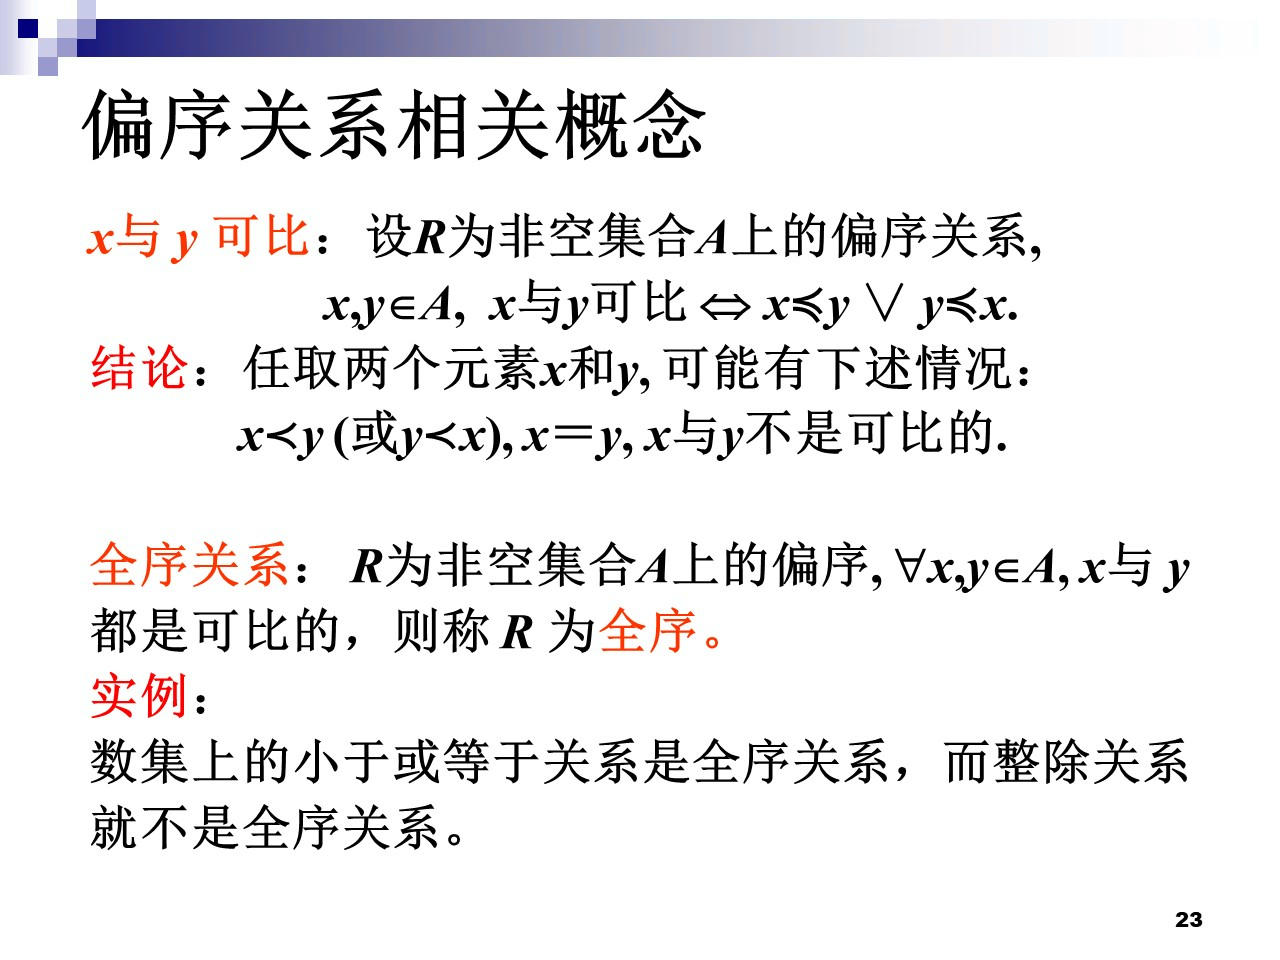 偏序关系相关概念
x与 y 可比：设R为非空集合A上的偏序关系,
x,y∈A, x与y可比 ⇔ x≼y ∨ y≼x.
结论：任取两个元素x和y, 可能有下述情况：
x≺y (或y≺x), x＝y, x与y不是可比的.
全序关系： R为非空集合A上的偏序, ∀x,y∈A, x与 y
都是可比的，则称 R 为全序。
实例：
数集上的小于或等于关系是全序关系，而整除关系
就不是全序关系。
23